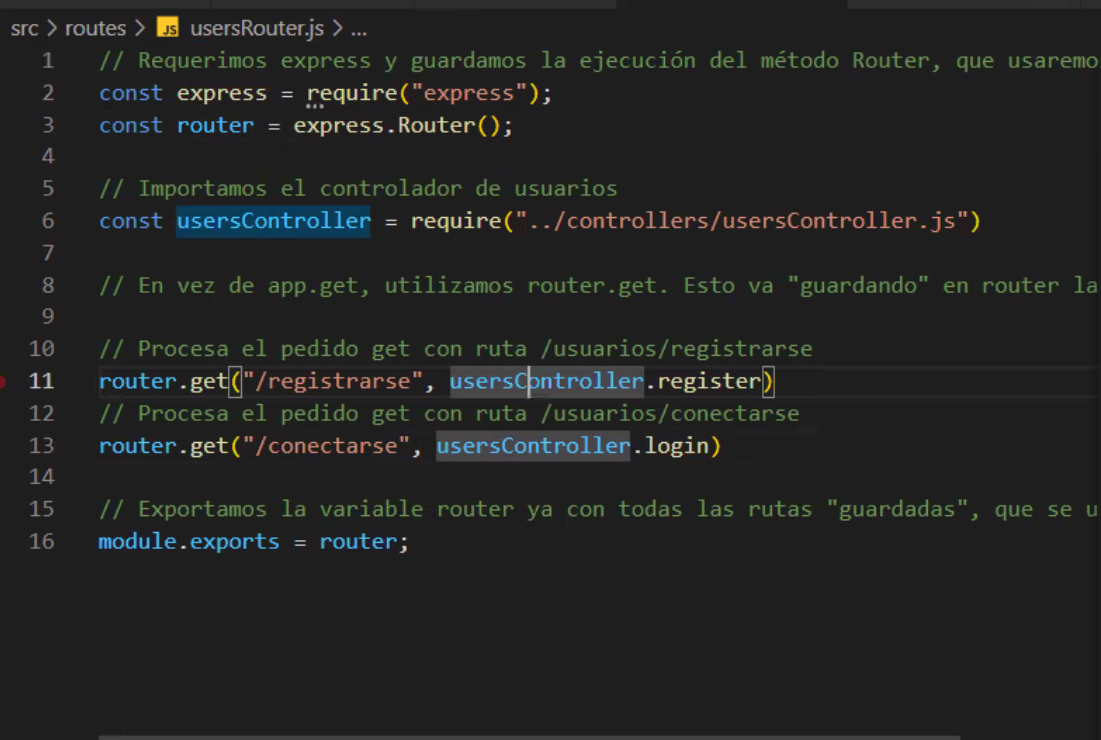 src > routes > JS usersRouter.js > ...
1 // Requerimos express y guardamos la ejecución del método Router, que usaremo
2 const express = require("express");
3 const router = express.Router();
4
5 // Importamos el controlador de usuarios
6 const usersController = require("../controllers/usersController.js")
7
8 // En vez de app.get, utilizamos router.get. Esto va "guardando" en router la
9
10 // Procesa el pedido get con ruta /usuarios/registrarse
11 router.get("/registrarse", usersController.register)
12 // Procesa el pedido get con ruta /usuarios/conectarse
13 router.get("/conectarse", usersController.login)
14
15 // Exportamos la variable router ya con todas las rutas "guardadas", que se u
16 module.exports = router;